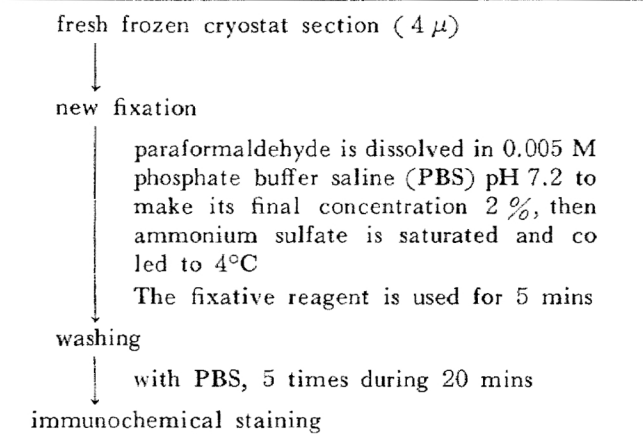 fresh frozen cryostat section ( 4 μ)
new fixation
paraformaldehyde is dissolved in 0.005 M
phosphate buffer saline (PBS) pH 7.2 to
make its final concentration 2 %, then
ammonium sulfate is saturated and co
led to 4°C
The fixative reagent is used for 5 mins
washing
with PBS, 5 times during 20 mins
immunochemical staining